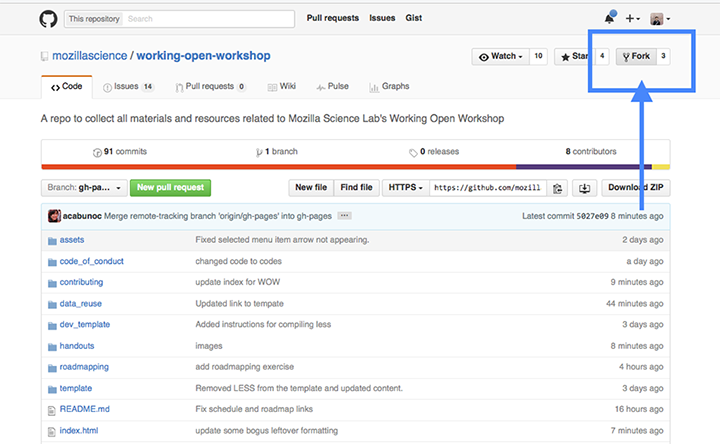 This repository Search Pull requests Issues Gist
mozillascience / working-open-workshop Watch 10 Star 4 Fork 3
Code Issues 14 Pull requests 0 Wiki Pulse Graphs
A repo to collect all materials and resources related to Mozilla Science Lab's Working Open Workshop
91 commits 1 branch 0 releases 8 contributors
Branch: gh-pa... New pull request New file Find file HTTPS https://github.com/mozill Download ZIP
acabunoc Merge remote-tracking branch 'origin/gh-pages' into gh-pages ... Latest commit 5027e09 8 minutes ago
assets Fixed selected menu item arrow not appearing. 2 days ago
code_of_conduct changed code to codes a day ago
contributing update index for WOW 9 minutes ago
data_reuse Updated link to tempate 44 minutes ago
dev_template Added instructions for compiling less 3 days ago
handouts images 8 minutes ago
roadmapping add roadmapping exercise 4 hours ago
template Removed LESS from the template and updated content. 3 days ago
README.md Fix schedule and roadmap links 16 hours ago
index.html update some bogus leftover formatting 7 minutes ago